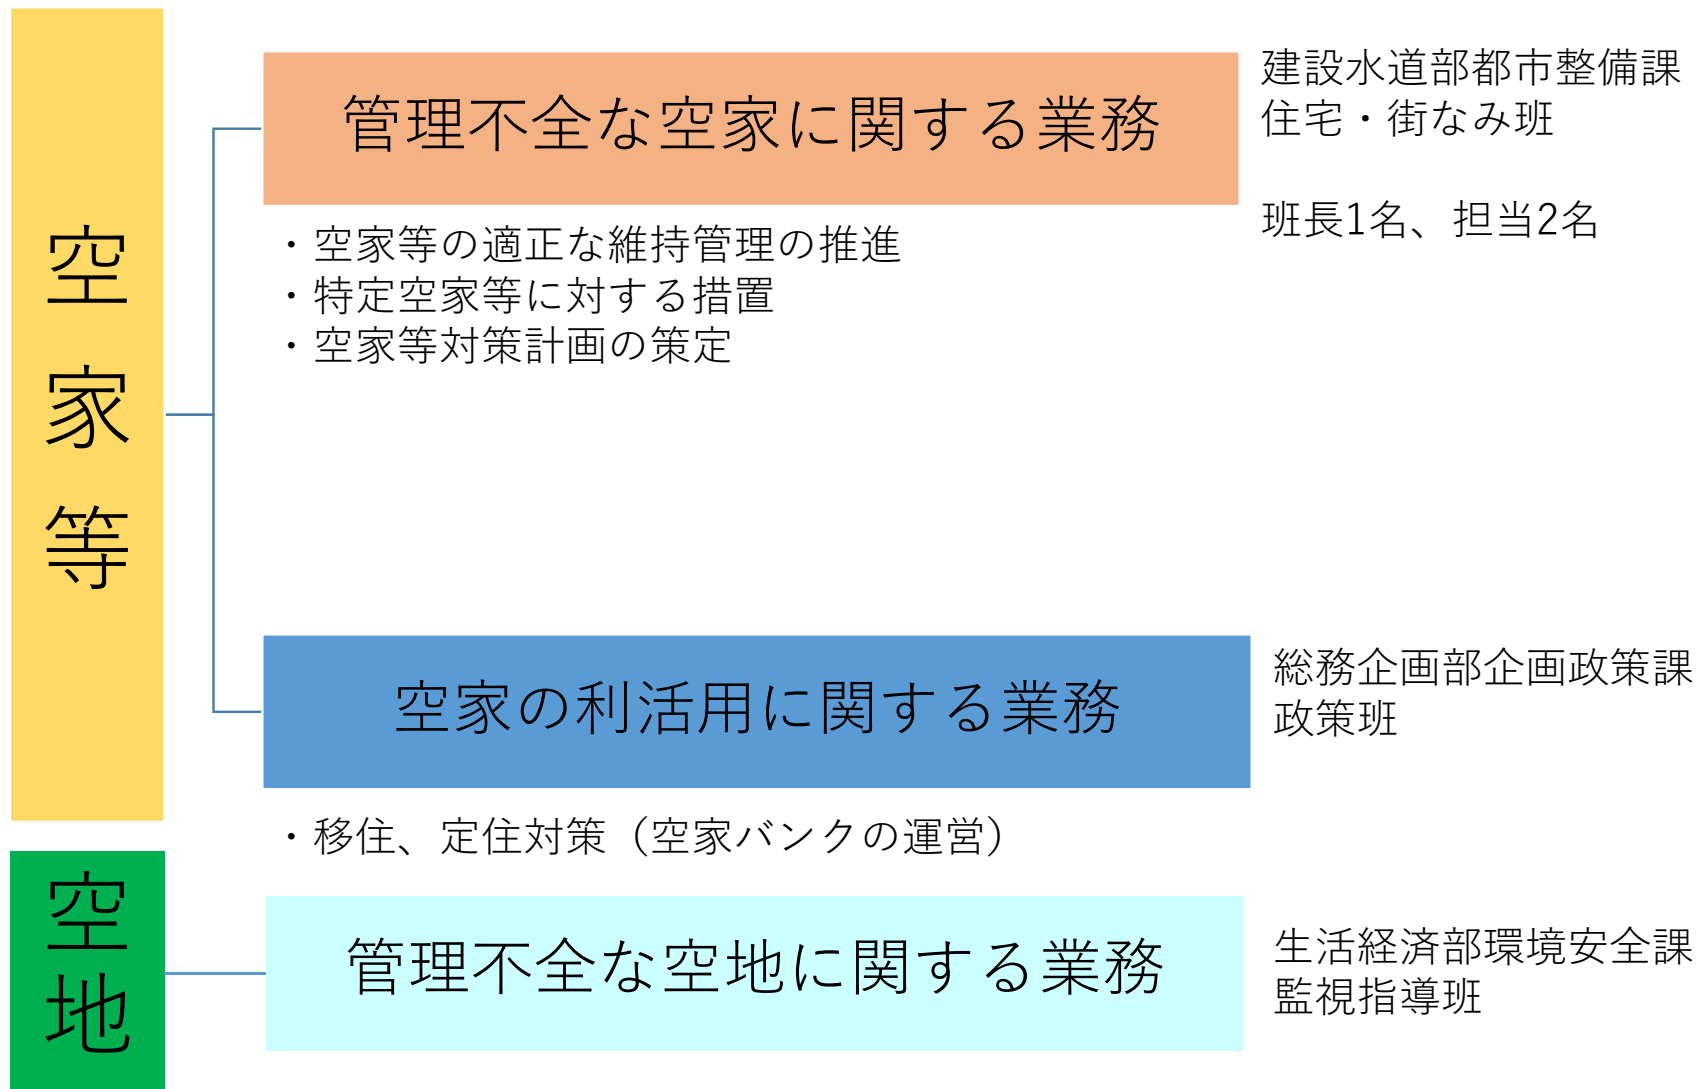 空家等
管理不全な空家に関する業務
建設水道部都市整備課
住宅・街なみ班
班長1名、担当2名
・空家等の適正な維持管理の推進
・特定空家等に対する措置
・空家等対策計画の策定
空家の利活用に関する業務
総務企画部企画政策課
政策班
・移住、定住対策（空家バンクの運営）
空地
管理不全な空地に関する業務
生活経済部環境安全課
監視指導班